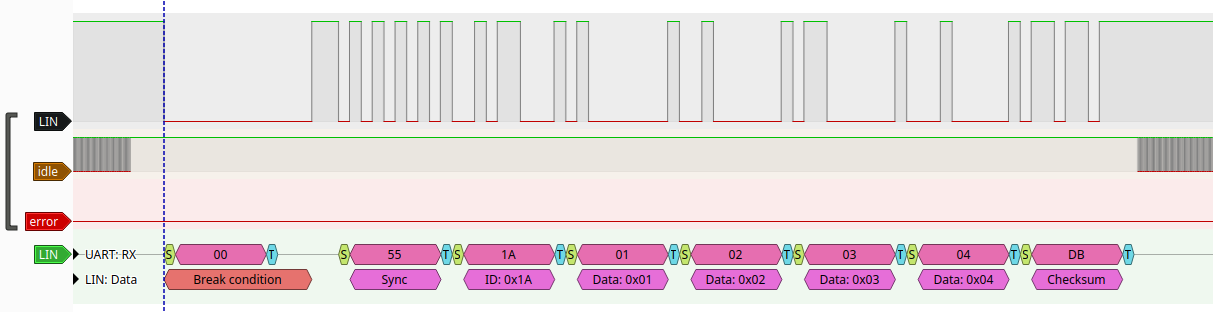 LIN
idle
error
LIN UART: RX S 00 T S 55 T S 1A T S 01 T S 02 T S 03 T S 04 T S DB T
LIN: Data Break condition Sync ID: 0x1A Data: 0x01 Data: 0x02 Data: 0x03 Data: 0x04 Checksum